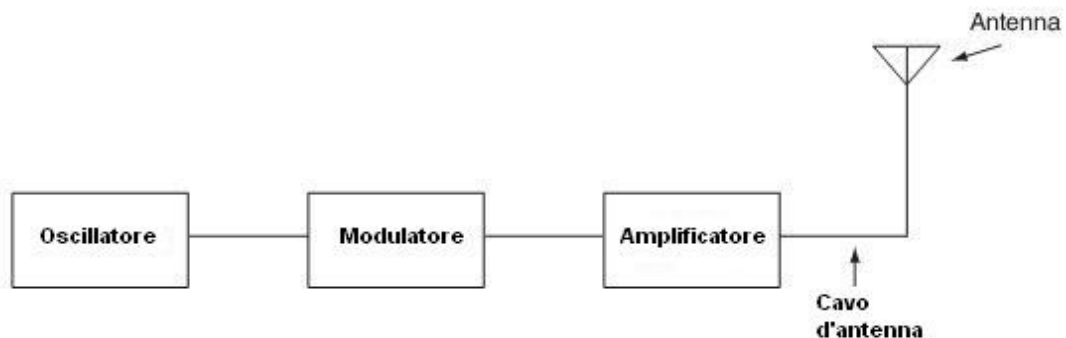 Antenna
Oscillatore
Modulatore
Amplificatore
Cavo
d'antenna